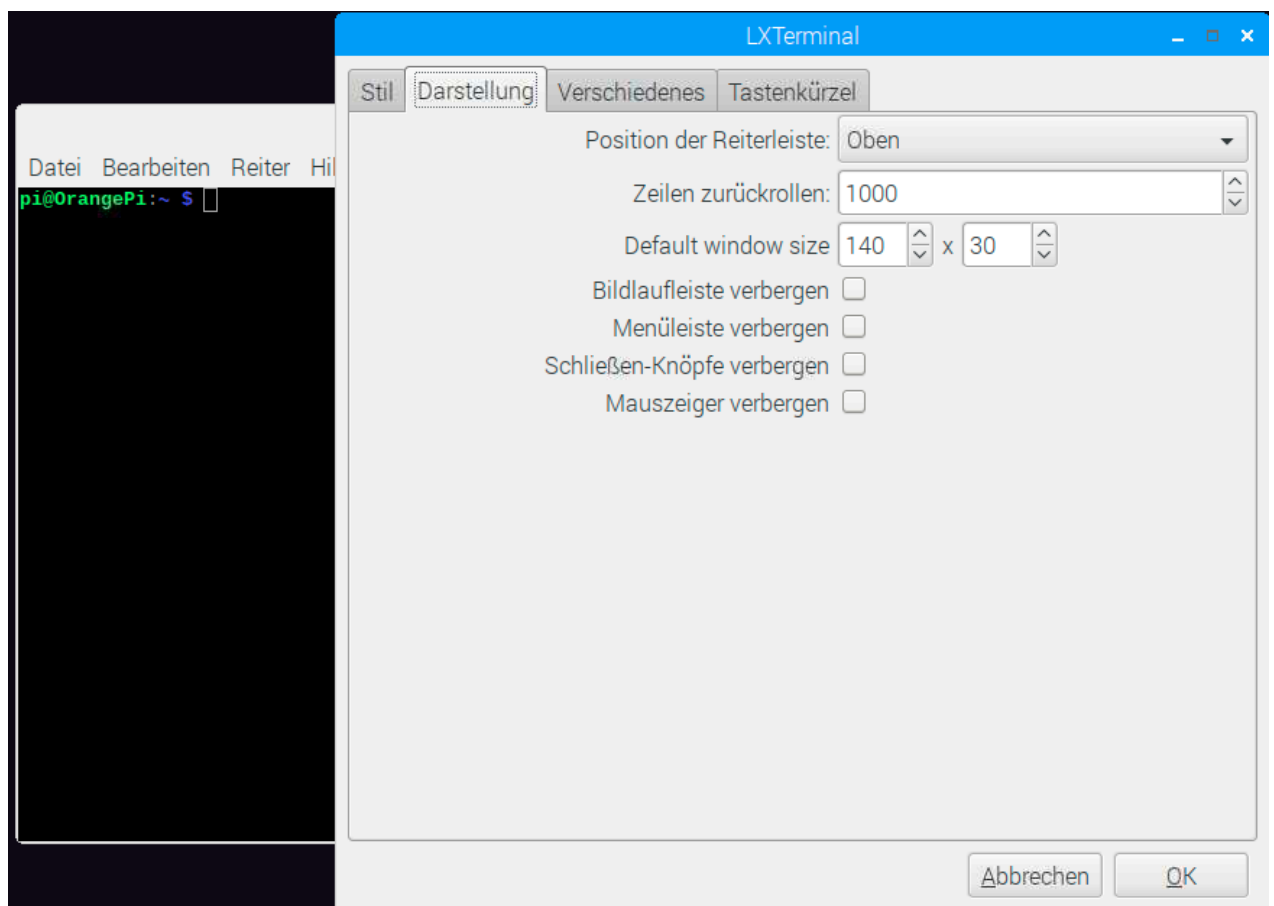 LXTerminal
Stil Darstellung Verschiedenes Tastenkürzel
Position der Reiterleiste: Oben
Datei Bearbeiten Reiter
pi@OrangePi:~ $
Zeilen zurückrollen: 1000
Default window size 140 x 30
Bildlaufleiste verbergen
Menüleiste verbergen
Schließen-Knöpfe verbergen
Mauszeiger verbergen
Abbrechen OK